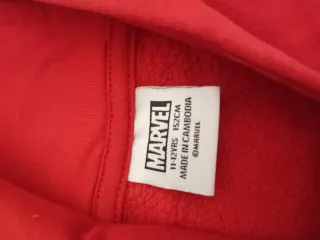 MARVEL
11-12YRS 152CM
MADE IN CAMBODIA
©MARVEL